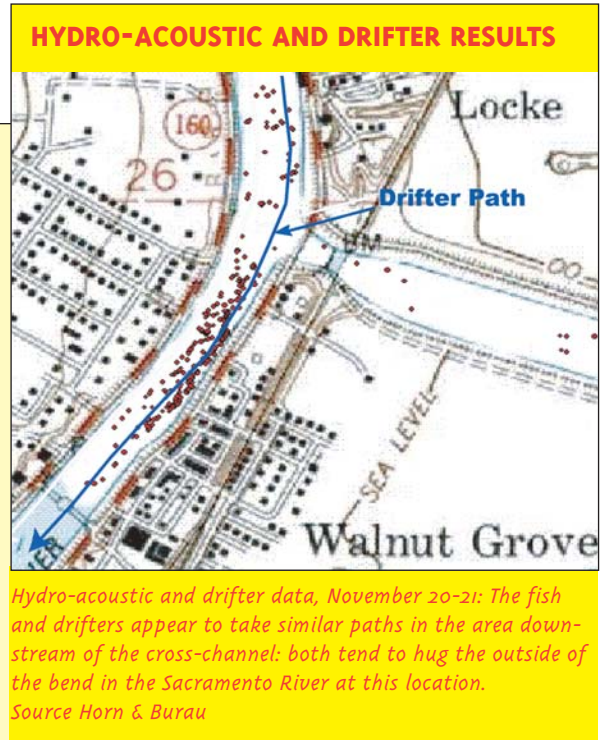 HYDRO-ACOUSTIC AND DRIFTER RESULTS
Locke
160
26
Drifter Path
BM
SEA LEVEL
Walnut Grove
Hydro-acoustic and drifter data, November 20-21: The fish
and drifters appear to take similar paths in the area down-
stream of the cross-channel: both tend to hug the outside of
the bend in the Sacramento River at this location.
Source Horn & Burau